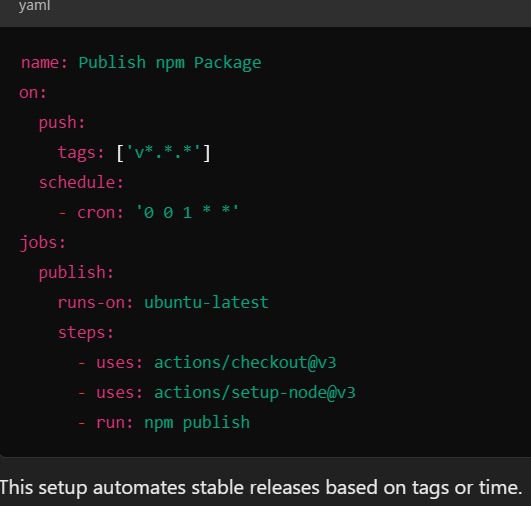 yaml
name: Publish npm Package
on:
  push:
    tags: ['v*.*.*']
  schedule:
    - cron: '0 0 1 * *'
jobs:
  publish:
    runs-on: ubuntu-latest
    steps:
      - uses: actions/checkout@v3
      - uses: actions/setup-node@v3
      - run: npm publish
This setup automates stable releases based on tags or time.